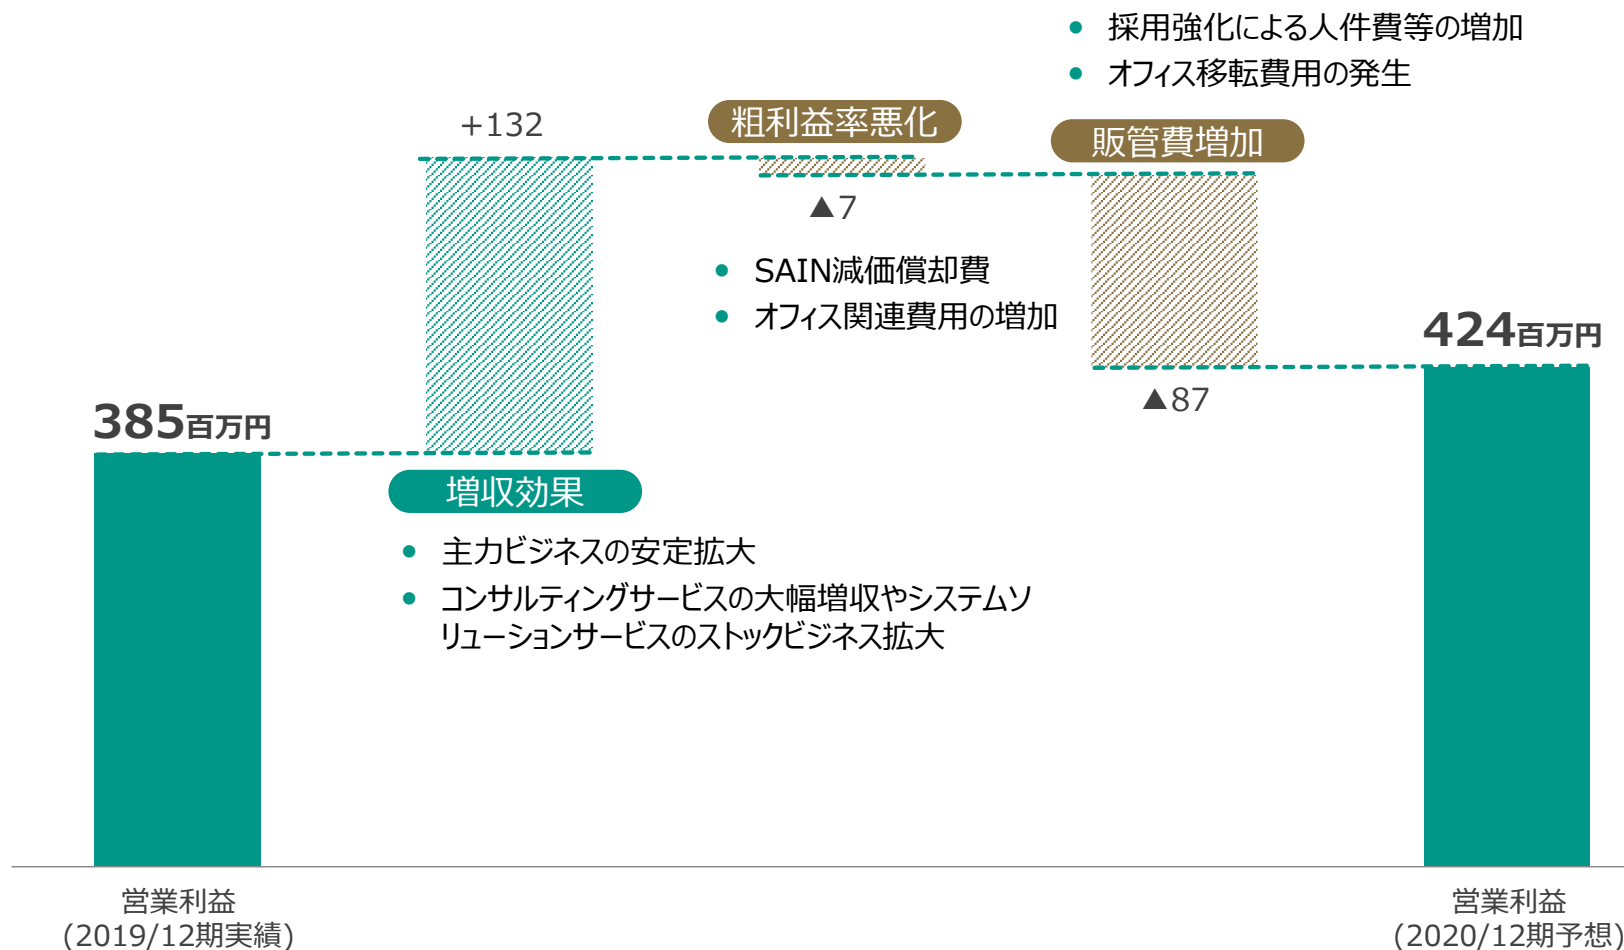 385百万円
営業利益
(2019/12期実績)
+132
増収効果
• 主力ビジネスの安定拡大
• コンサルティングサービスの大幅増収やシステムソ
リューションサービスのストックビジネス拡大
粗利益率悪化
▲7
• SAIN減価償却費
• オフィス関連費用の増加
• 採用強化による人件費等の増加
• オフィス移転費用の発生
販管費増加
▲87
424百万円
営業利益
(2020/12期予想)